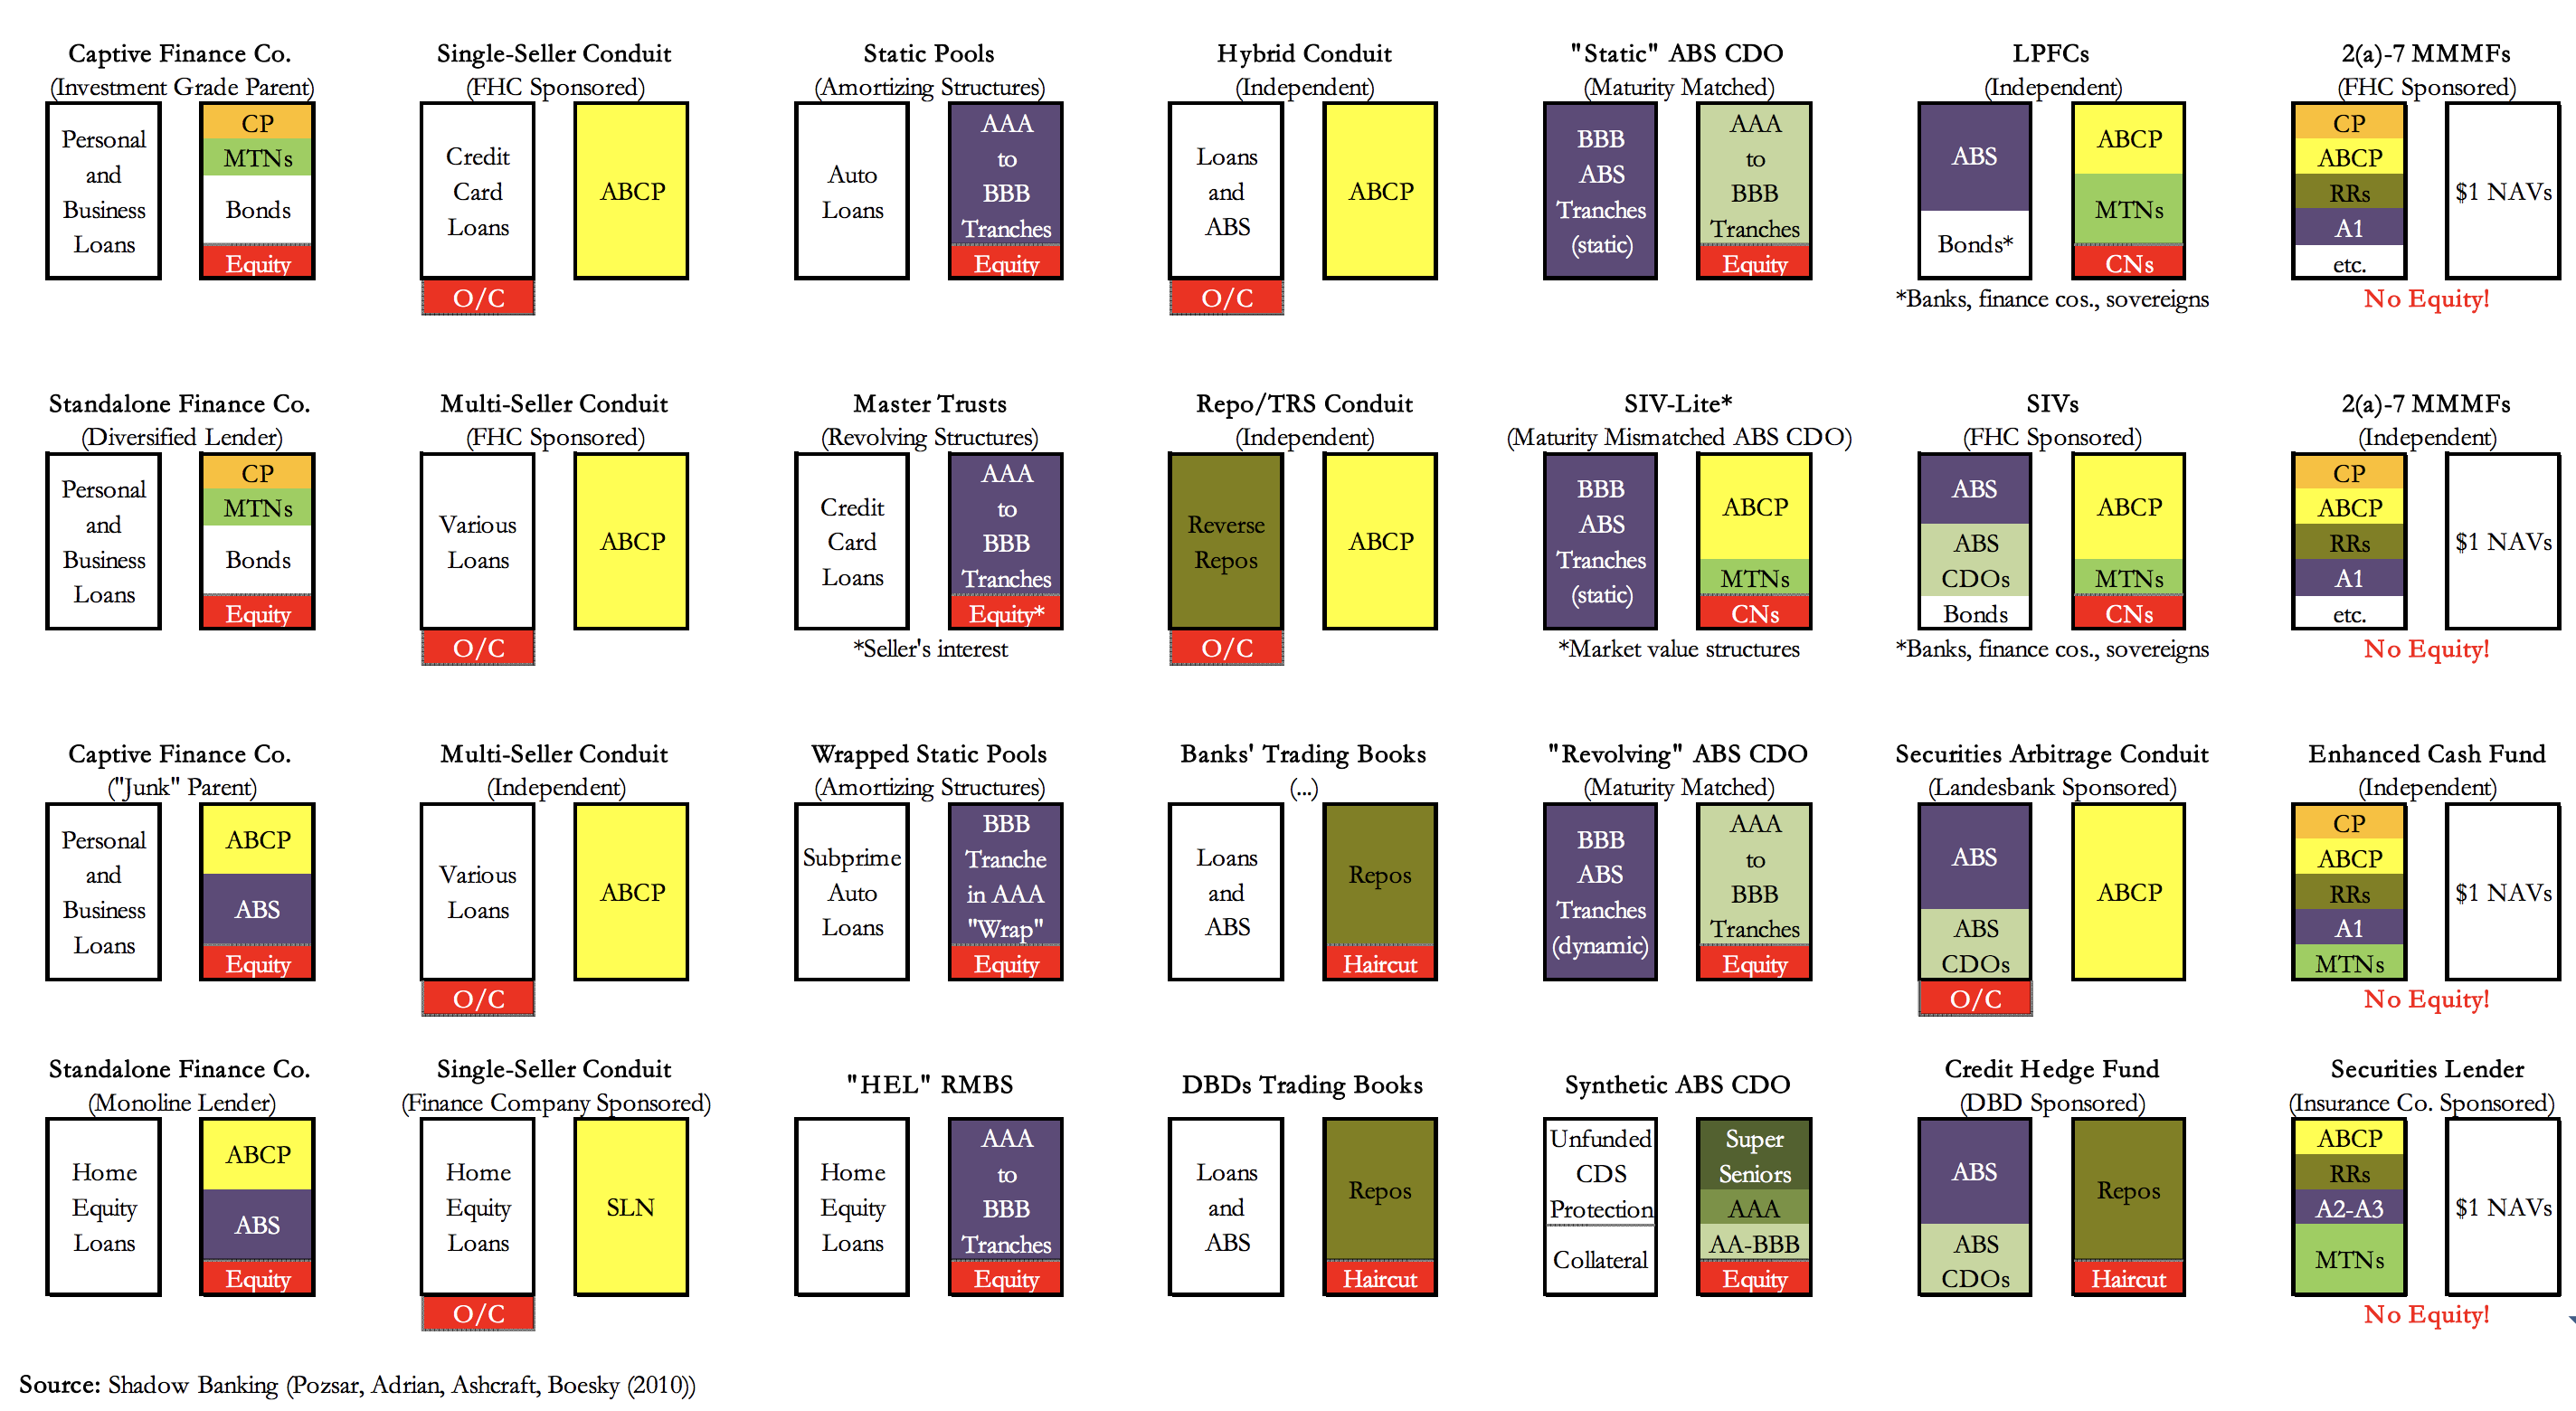 Captive Finance Co.
(Investment Grade Parent)
Personal
and
Business
Loans
CP
MTNs
Bonds
Equity
Single-Seller Conduit
(FHC Sponsored)
Credit
Card
Loans
O/C
ABCP
Static Pools
(Amortizing Structures)
Auto
Loans
AAA
to
BBB
Tranches
Equity
Hybrid Conduit
(Independent)
Loans
and
ABS
O/C
ABCP
"Static" ABS CDO
(Maturity Matched)
BBB
ABS
Tranches
(static)
AAA
to
BBB
Tranches
Equity
LPFCs
(Independent)
ABS
Bonds*
ABCP
MTNs
CNs
*Banks, finance cos., sovereigns
2(a)-7 MMMFs
(FHC Sponsored)
CP
ABCP
RRs
A1
etc.
$1 NAVs
No Equity!
Standalone Finance Co.
(Diversified Lender)
Personal
and
Business
Loans
CP
MTNs
Bonds
Equity
Multi-Seller Conduit
(FHC Sponsored)
Various
Loans
O/C
ABCP
Master Trusts
(Revolving Structures)
Credit
Card
Loans
AAA
to
BBB
Tranches
Equity*
*Seller's interest
Repo/TRS Conduit
(Independent)
Reverse
Repos
O/C
ABCP
SIV-Lite*
(Maturity Mismatched ABS CDO)
BBB
ABS
Tranches
(static)
ABCP
MTNs
CNs
*Market value structures
SIVs
(FHC Sponsored)
ABS
ABS
CDOs
Bonds
ABCP
MTNs
CNs
*Banks, finance cos., sovereigns
2(a)-7 MMMFs
(Independent)
CP
ABCP
RRs
A1
etc.
$1 NAVs
No Equity!
Captive Finance Co.
("Junk" Parent)
Personal
and
Business
Loans
ABCP
ABS
Equity
Multi-Seller Conduit
(Independent)
Various
Loans
O/C
ABCP
Wrapped Static Pools
(Amortizing Structures)
Subprime
Auto
Loans
BBB
Tranche
in AAA
"Wrap"
Equity
Banks' Trading Books
(...)
Loans
and
ABS
Repos
Haircut
"Revolving" ABS CDO
(Maturity Matched)
BBB
ABS
Tranches
(dynamic)
AAA
to
BBB
Tranches
Equity
Securities Arbitrage Conduit
(Landesbank Sponsored)
ABS
ABS
CDOs
O/C
ABCP
Enhanced Cash Fund
(Independent)
CP
ABCP
RRs
A1
MTNs
$1 NAVs
No Equity!
Standalone Finance Co.
(Monoline Lender)
Home
Equity
Loans
ABCP
ABS
Equity
Single-Seller Conduit
(Finance Company Sponsored)
Home
Equity
Loans
O/C
SLN
"HEL" RMBS
Home
Equity
Loans
AAA
to
BBB
Tranches
Equity
DBDs Trading Books
Loans
and
ABS
Repos
Haircut
Synthetic ABS CDO
Unfunded
CDS
Protection
Collateral
Super
Seniors
AAA
AA-BBB
Equity
Credit Hedge Fund
(DBD Sponsored)
ABS
ABS
CDOs
Repos
Haircut
Securities Lender
(Insurance Co. Sponsored)
ABCP
RRs
A2-A3
MTNs
$1 NAVs
No Equity!
Source: Shadow Banking (Pozsar, Adrian, Ashcraft, Boesky (2010))